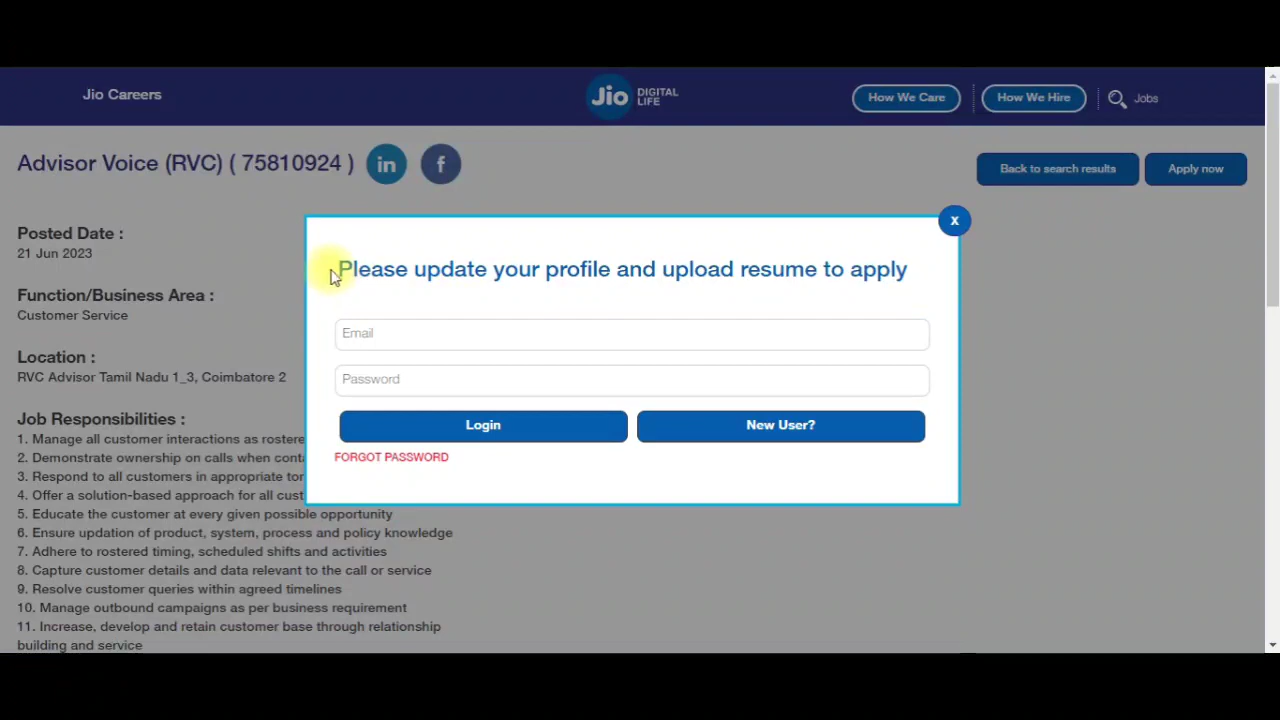 Jio Careers
Jio DIGITAL LIFE
How We Care
How We Hire
Jobs
Advisor Voice (RVC) ( 75810924 )
in
f
Back to search results
Apply now
Posted Date :
21 Jun 2023
Function/Business Area :
Customer Service
Location :
RVC Advisor Tamil Nadu 1_3, Coimbatore 2
Job Responsibilities :
1. Manage all customer interactions as rostere
2. Demonstrate ownership on calls when conta
3. Respond to all customers in appropriate ton
4. Offer a solution-based approach for all cust
5. Educate the customer at every given possible opportunity
6. Ensure updation of product, system, process and policy knowledge
7. Adhere to rostered timing, scheduled shifts and activities
8. Capture customer details and data relevant to the call or service
9. Resolve customer queries within agreed timelines
10. Manage outbound campaigns as per business requirement
11. Increase, develop and retain customer base through relationship
building and service
x
Please update your profile and upload resume to apply
Email
Password
Login
New User?
FORGOT PASSWORD